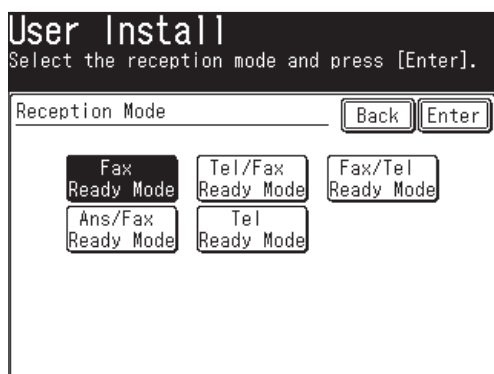 User Install
Select the reception mode and press [Enter].
Reception Mode
Back Enter
Fax Tel/Fax Fax/Tel
Ready Mode Ready Mode Ready Mode
Ans/Fax Tel
Ready Mode Ready Mode